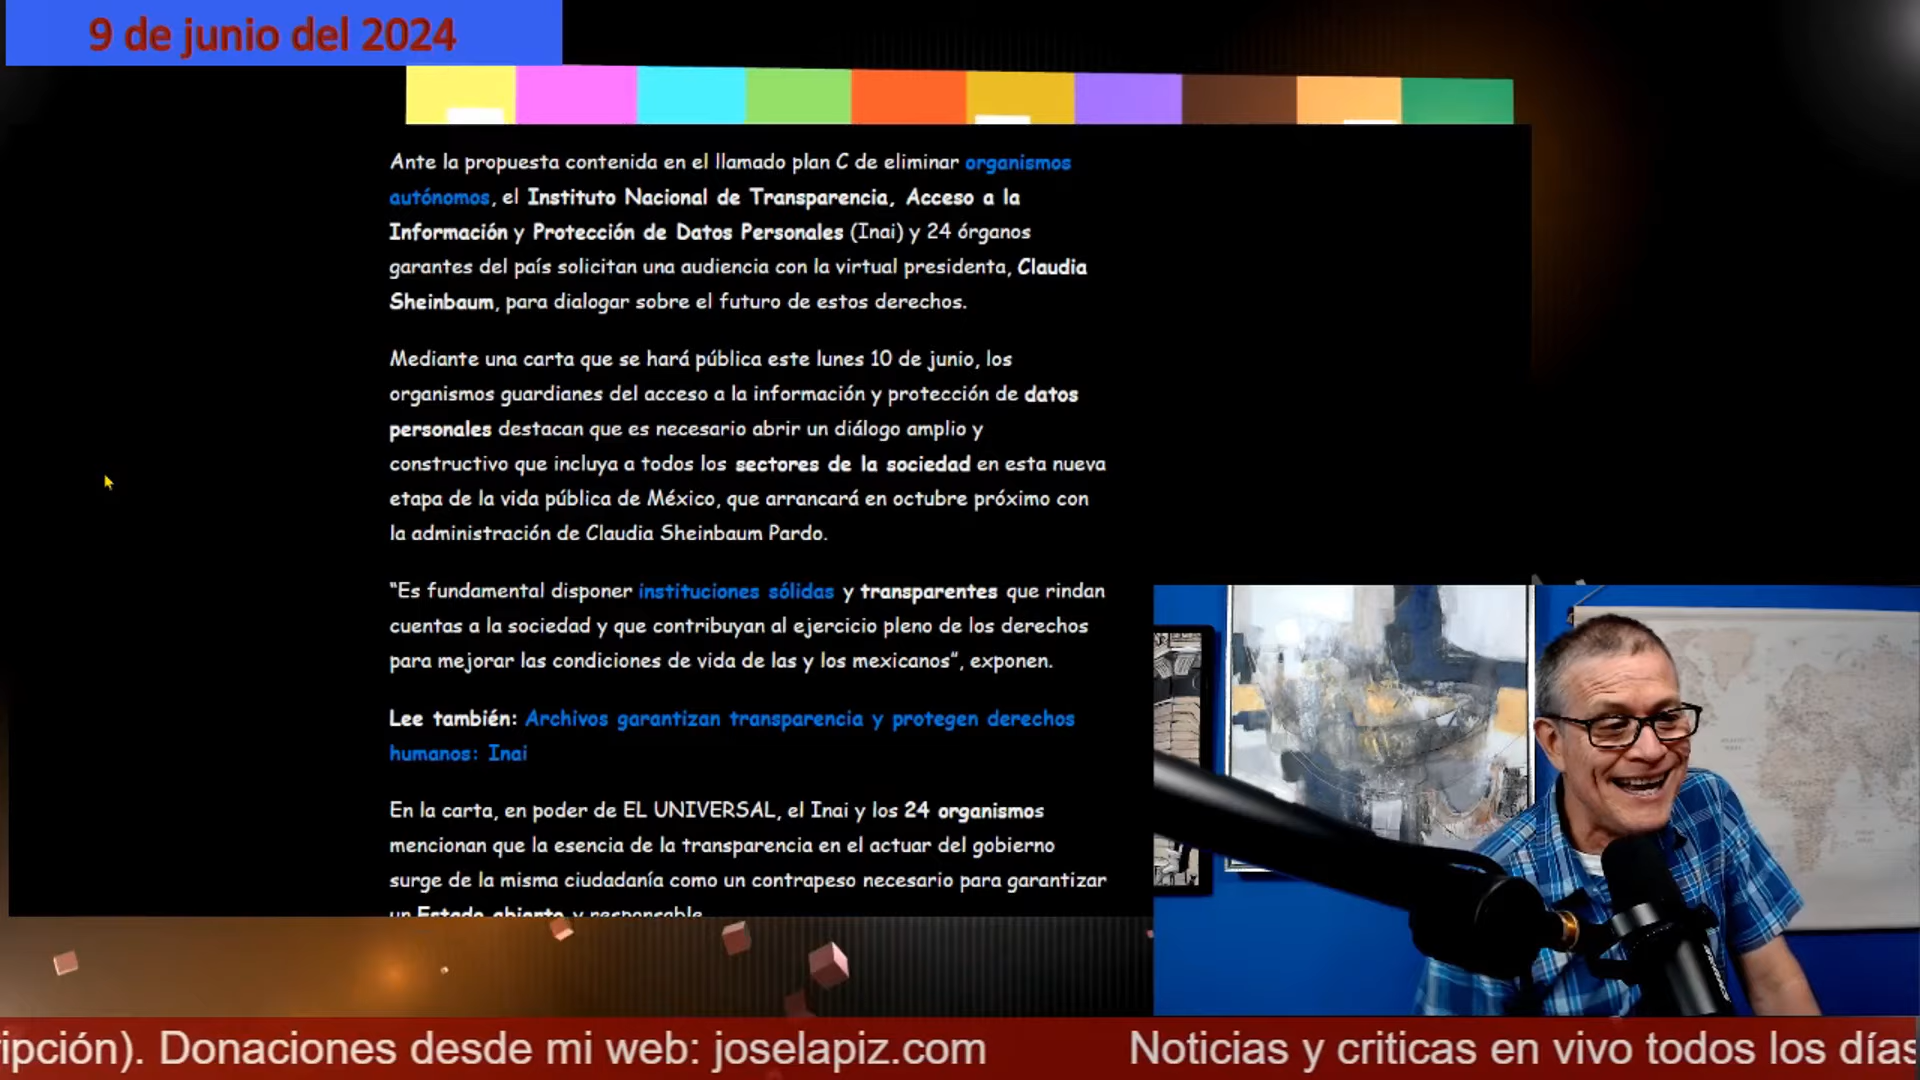 9 de junio del 2024
Ante la propuesta contenida en el llamado plan C de eliminar organismos
autónomos, el Instituto Nacional de Transparencia, Acceso a la
Información y Protección de Datos Personales (Inai) y 24 órganos
garantes del país solicitan una audiencia con la virtual presidenta, Claudia
Sheinbaum, para dialogar sobre el futuro de estos derechos.
Mediante una carta que se hará pública este lunes 10 de junio, los
organismos guardianes del acceso a la información y protección de datos
personales destacan que es necesario abrir un diálogo amplio y
constructivo que incluya a todos los sectores de la sociedad en esta nueva
etapa de la vida pública de México, que arrancará en octubre próximo con
la administración de Claudia Sheinbaum Pardo.
“Es fundamental disponer instituciones sólidas y transparentes que rindan
cuentas a la sociedad y que contribuyan al ejercicio pleno de los derechos
para mejorar las condiciones de vida de las y los mexicanos”, exponen.
Lee también: Archivos garantizan transparencia y protegen derechos
humanos: Inai
En la carta, en poder de EL UNIVERSAL, el Inai y los 24 organismos
mencionan que la esencia de la transparencia en el actuar del gobierno
surge de la misma ciudadanía como un contrapeso necesario para garantizar
un Estado abierto y responsable
ripción). Donaciones desde mi web: joselapiz.com Noticias y criticas en vivo todos los días